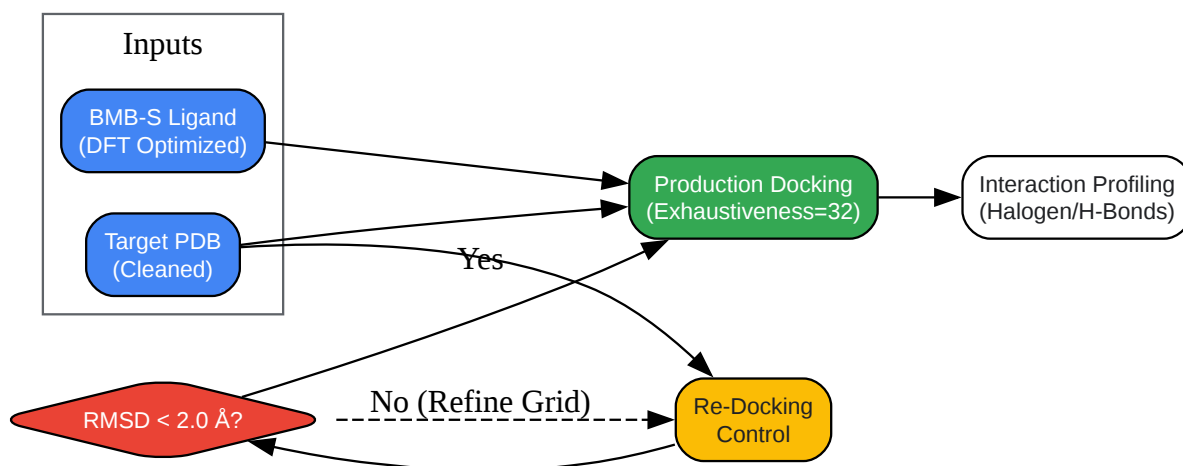 Inputs
BMB-S Ligand
(DFT Optimized)
Target PDB
(Cleaned)
Production Docking
(Exhaustiveness=32)
Interaction Profiling
(Halogen/H-Bonds)
Yes
RMSD < 2.0 Å?
No (Refine Grid)
Re-Docking
Control